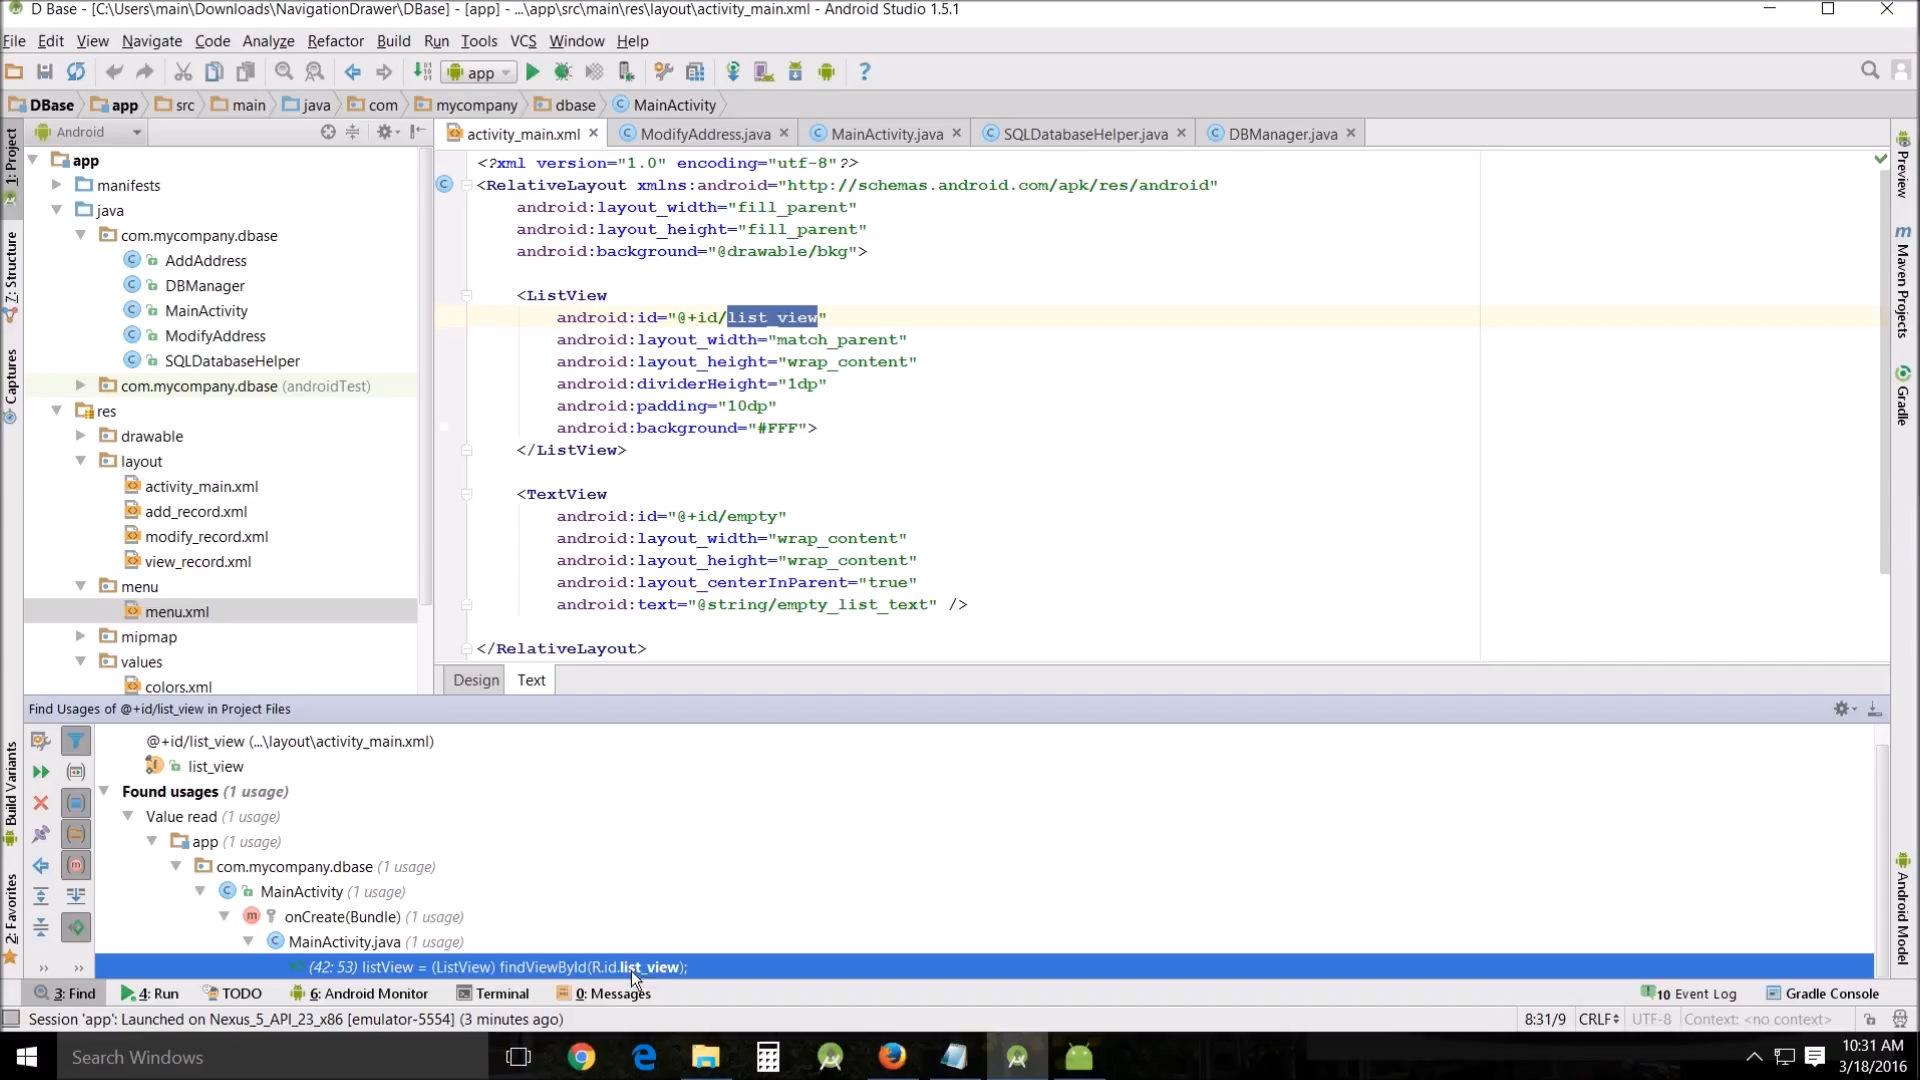 D Base - [C:\Users\main\Downloads\NavigationDrawer\DBase] - [app] - ...\app\src\main\res\layout\activity_main.xml - Android Studio 1.5.1
File Edit View Navigate Code Analyze Refactor Build Run Tools VCS Window Help
app
DBase app src main java com mycompany dbase MainActivity
Android
activity_main.xml ModifyAddress.java MainActivity.java SQLDatabaseHelper.java DBManager.java
1: Project
7: Structure
Captures
Build Variants
2: Favorites
app
manifests
java
com.mycompany.dbase
AddAddress
DBManager
MainActivity
ModifyAddress
SQLDatabaseHelper
com.mycompany.dbase (androidTest)
res
drawable
layout
activity_main.xml
add_record.xml
modify_record.xml
view_record.xml
menu
menu.xml
mipmap
values
colors.xml
<?xml version="1.0" encoding="utf-8"?>
<RelativeLayout xmlns:android="http://schemas.android.com/apk/res/android"
android:layout_width="fill_parent"
android:layout_height="fill_parent"
android:background="@drawable/bkg">
<ListView
android:id="@+id/list_view"
android:layout_width="match_parent"
android:layout_height="wrap_content"
android:dividerHeight="1dp"
android:padding="10dp"
android:background="#FFF">
</ListView>
<TextView
android:id="@+id/empty"
android:layout_width="wrap_content"
android:layout_height="wrap_content"
android:layout_centerInParent="true"
android:text="@string/empty_list_text" />
</RelativeLayout>
Design Text
Preview
Maven Projects
Gradle
Android Model
Find Usages of @+id/list_view in Project Files
@+id/list_view (...\layout\activity_main.xml)
list_view
Found usages (1 usage)
Value read (1 usage)
app (1 usage)
com.mycompany.dbase (1 usage)
MainActivity (1 usage)
onCreate(Bundle) (1 usage)
MainActivity.java (1 usage)
(42: 53) listView = (ListView) findViewById(R.id.list_view);
3: Find 4: Run TODO 6: Android Monitor Terminal 0: Messages 10 Event Log Gradle Console
Session 'app': Launched on Nexus_5_API_23_x86 [emulator-5554] (3 minutes ago) 8:31/9 CRLF UTF-8 Context: <no context>
Search Windows
10:31 AM
3/18/2016